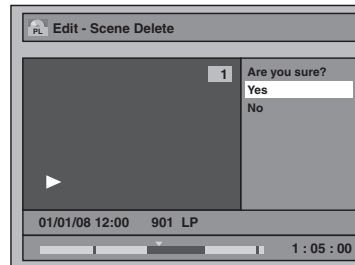 PL Edit - Scene Delete
1
Are you sure?
Yes
No
01/01/08 12:00 901 LP
1 : 05 : 00